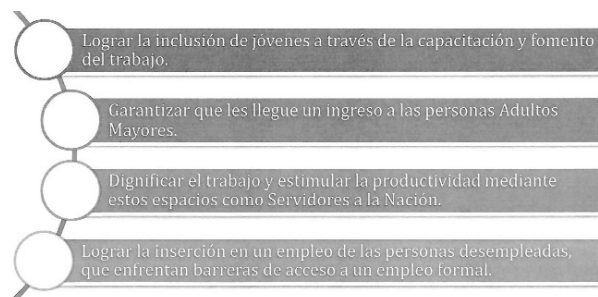 Lograr la inclusión de jóvenes a través de la capacitación y fomento
del trabajo.
Garantizar que les llegue un ingreso a las personas Adultos
Mayores.
Dignificar el trabajo y estimular la productividad mediante
estos espacios como Servidores a la Nación.
Lograr la inserción en un empleo de las personas desempleadas,
que enfrentan barreras de acceso a un empleo formal.